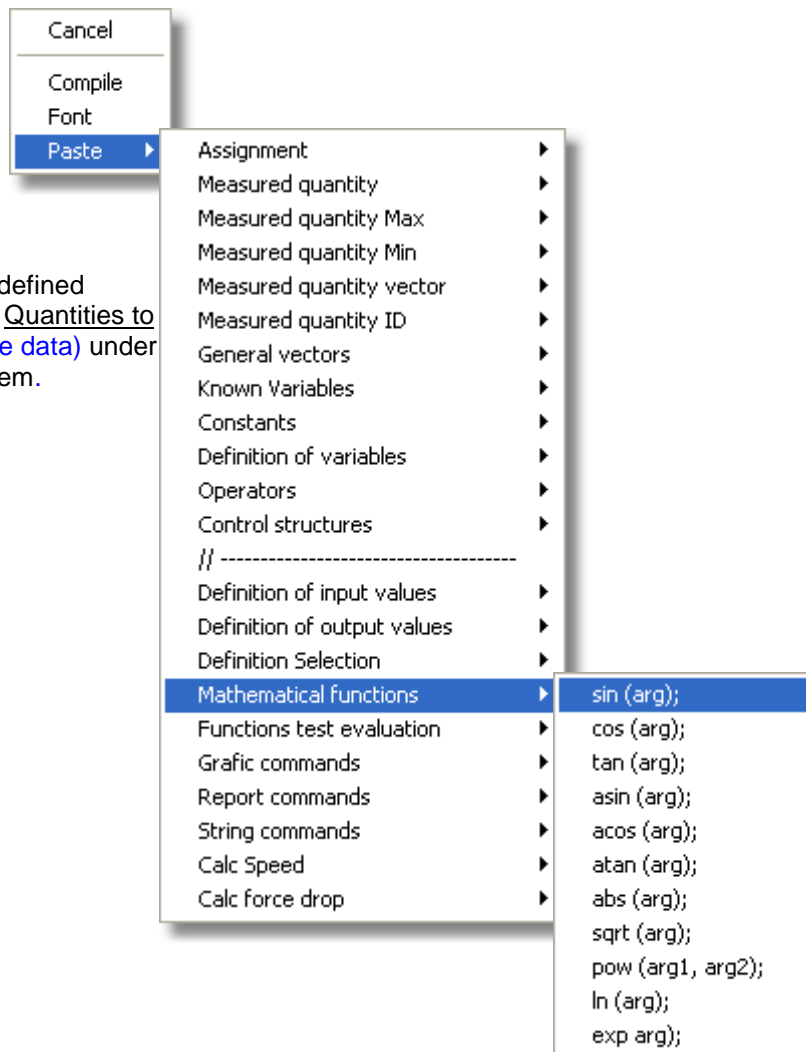 Cancel
Compile
Font
Paste
Assignment
Measured quantity
Measured quantity Max
Measured quantity Min
Measured quantity vector
Measured quantity ID
General vectors
Known Variables
Constants
Definition of variables
Operators
Control structures
// -------------------------------------
Definition of input values
Definition of output values
Definition Selection
Mathematical functions
Functions test evaluation
Grafic commands
Report commands
String commands
Calc Speed
Calc force drop
defined
Quantities to
e data) under
em.
sin (arg);
cos (arg);
tan (arg);
asin (arg);
acos (arg);
atan (arg);
abs (arg);
sqrt (arg);
pow (arg1, arg2);
ln (arg);
exp arg);